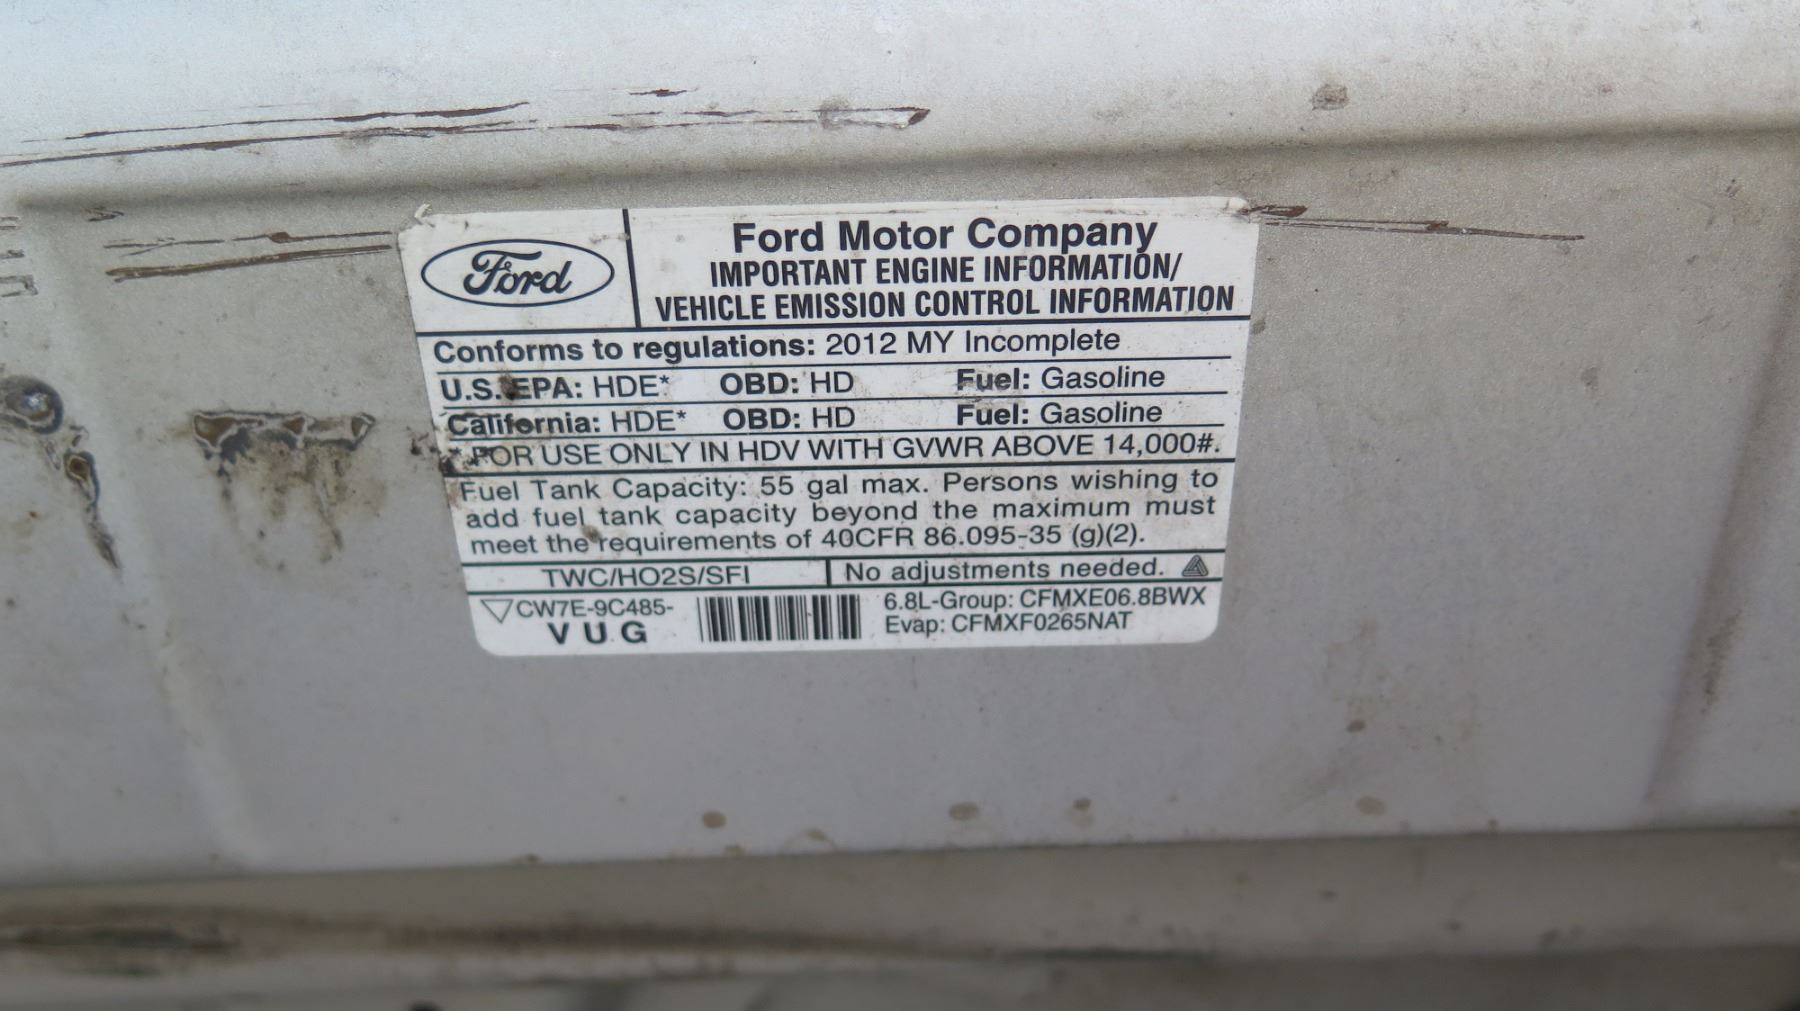 Ford
Ford Motor Company
IMPORTANT ENGINE INFORMATION/
VEHICLE EMISSION CONTROL INFORMATION
Conforms to regulations: 2012 MY Incomplete
U.S. EPA: HDE* OBD: HD Fuel: Gasoline
California: HDE* OBD: HD Fuel: Gasoline
* FOR USE ONLY IN HDV WITH GVWR ABOVE 14,000#.
Fuel Tank Capacity: 55 gal max. Persons wishing to
add fuel tank capacity beyond the maximum must
meet the requirements of 40CFR 86.095-35 (g)(2).
TWC/HO2S/SFI No adjustments needed.
CW7E-9C485-
VUG
6.8L-Group: CFMXE06.8BWX
Evap: CFMXF0265NAT